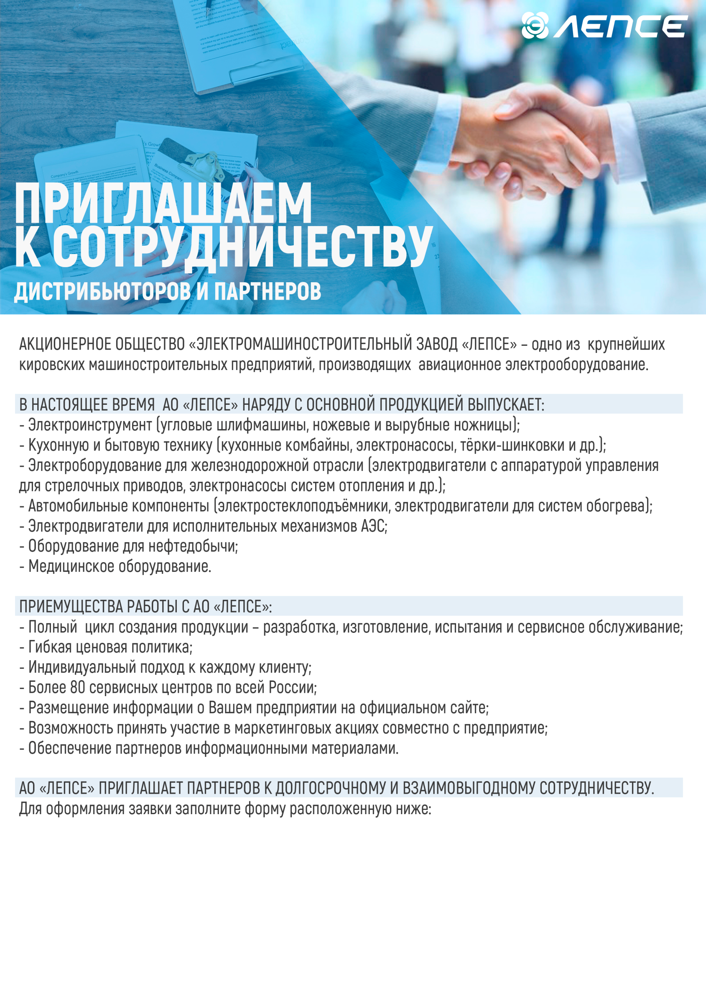 ЛЕПСЕ
Contact
Company's Growth
Business Company
ПРИГЛАШАЕМ
К СОТРУДНИЧЕСТВУ
ДИСТРИБЬЮТОРОВ И ПАРТНЕРОВ
АКЦИОНЕРНОЕ ОБЩЕСТВО «ЭЛЕКТРОМАШИНОСТРОИТЕЛЬНЫЙ ЗАВОД «ЛЕПСЕ» – одно из крупнейших
кировских машиностроительных предприятий, производящих авиационное электрооборудование.
В НАСТОЯЩЕЕ ВРЕМЯ АО «ЛЕПСЕ» НАРЯДУ С ОСНОВНОЙ ПРОДУКЦИЕЙ ВЫПУСКАЕТ:
- Электроинструмент (угловые шлифмашины, ножевые и вырубные ножницы);
- Кухонную и бытовую технику (кухонные комбайны, электронасосы, тёрки-шинковки и др.);
- Электроборудование для железнодорожной отрасли (электродвигатели с аппаратурой управления
для стрелочных приводов, электронасосы систем отопления и др.);
- Автомобильные компоненты (электростеклоподъёмники, электродвигатели для систем обогрева);
- Электродвигатели для исполнительных механизмов АЭС;
- Оборудование для нефтедобычи;
- Медицинское оборудование.
ПРИЕМУЩЕСТВА РАБОТЫ С АО «ЛЕПСЕ»:
- Полный цикл создания продукции – разработка, изготовление, испытания и сервисное обслуживание;
- Гибкая ценовая политика;
- Индивидуальный подход к каждому клиенту;
- Более 80 сервисных центров по всей России;
- Размещение информации о Вашем предприятии на официальном сайте;
- Возможность принять участие в маркетинговых акциях совместно с предприятие;
- Обеспечение партнеров информационными материалами.
АО «ЛЕПСЕ» ПРИГЛАШАЕТ ПАРТНЕРОВ К ДОЛГОСРОЧНОМУ И ВЗАИМОВЫГОДНОМУ СОТРУДНИЧЕСТВУ.
Для оформления заявки заполните форму расположенную ниже: